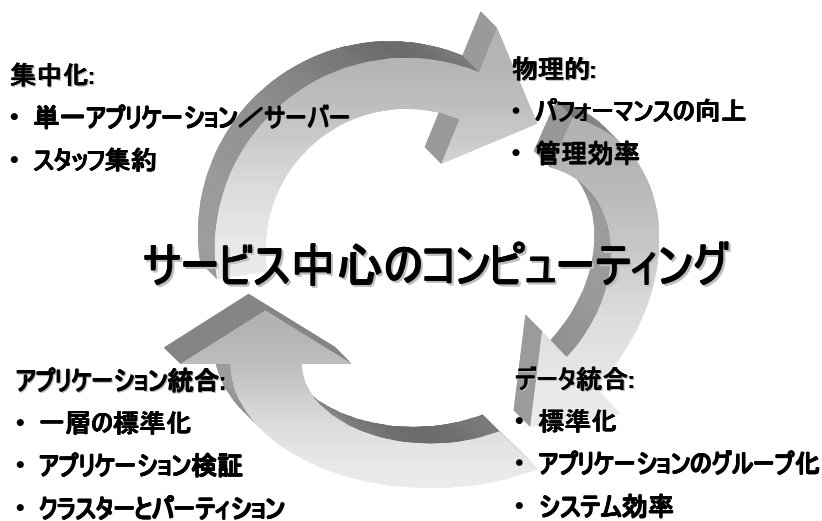 集中化:
• 単一アプリケーション／サーバー
• スタッフ集約
物理的:
• パフォーマンスの向上
• 管理効率
サービス中心のコンピューティング
アプリケーション統合:
• 一層の標準化
• アプリケーション検証
• クラスターとパーティション
データ統合:
• 標準化
• アプリケーションのグループ化
• システム効率